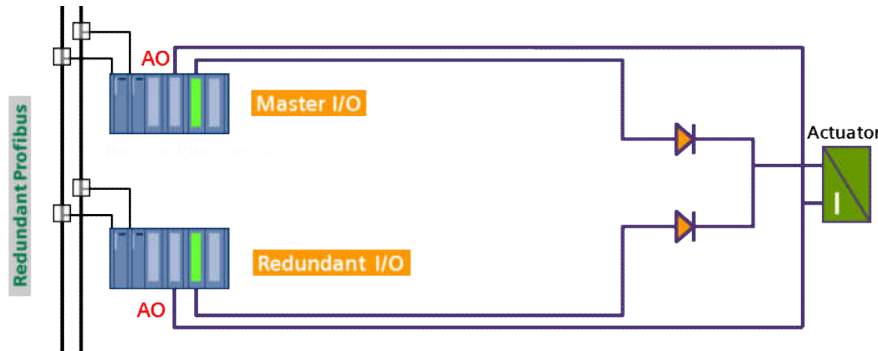 AO
Master I/O
Actuator
I
Redundant Profibus
Redundant I/O
AO